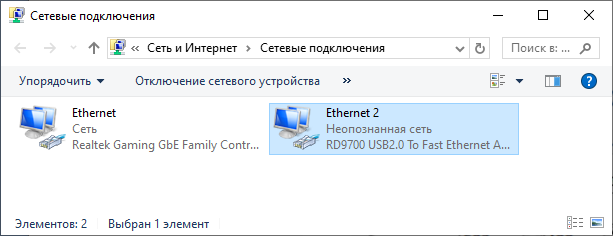 Сетевые подключения
« Сеть и Интернет > Сетевые подключения
Поиск в: ...
Упорядочить
Отключение сетевого устройства
»
Ethernet
Сеть
Realtek Gaming GbE Family Contr...
Ethernet 2
Неопознанная сеть
RD9700 USB2.0 To Fast Ethernet A...
Элементов: 2
Выбран 1 элемент